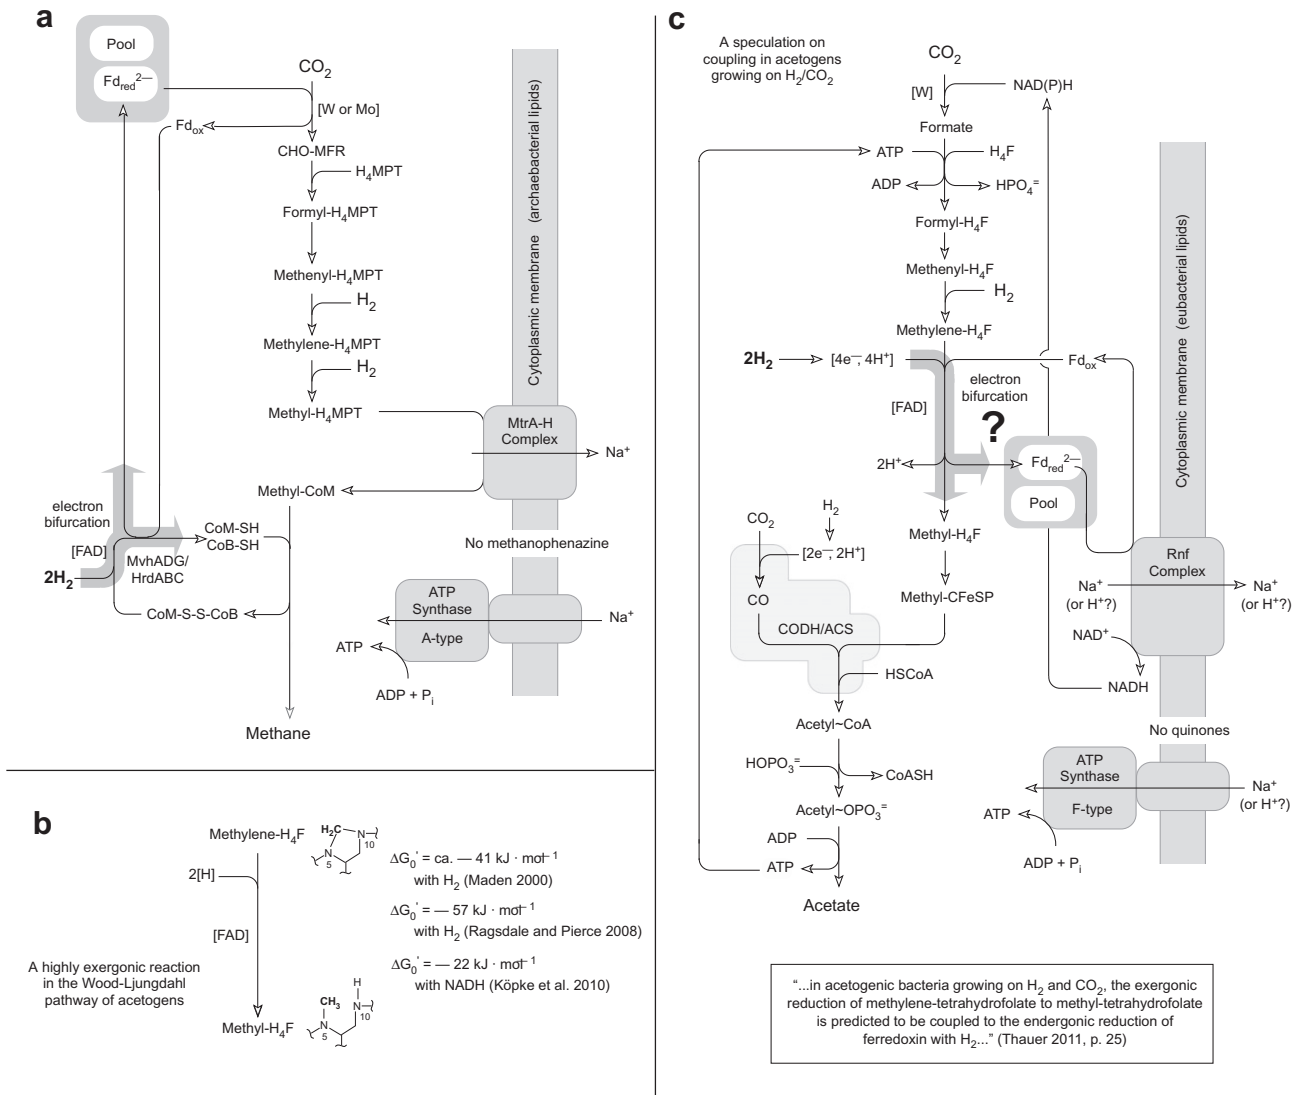 a
Pool
Fdred2—
CO2
[W or Mo]
Fdox
CHO-MFR
H4MPT
Formyl-H4MPT
Methenyl-H4MPT
H2
Methylene-H4MPT
H2
Methyl-H4MPT
Cytoplasmic membrane (archaebacterial lipids)
MtrA-H
Complex
Na+
Methyl-CoM
electron
bifurcation
[FAD]
2H2
MvhADG/
HrdABC
CoM-SH
CoB-SH
CoM-S-S-CoB
No methanophenazine
ATP
Synthase
A-type
Na+
ATP
ADP + Pi
Methane
b
Methylene-H4F
2[H]
[FAD]
A highly exergonic reaction
in the Wood-Ljungdahl
pathway of acetogens
Methyl-H4F
H2C
N
N
5
10
CH3
H
N
N
5
10
ΔG0' = ca. — 41 kJ · mol—1
with H2 (Maden 2000)
ΔG0' = — 57 kJ · mol—1
with H2 (Ragsdale and Pierce 2008)
ΔG0' = — 22 kJ · mol—1
with NADH (Köpke et al. 2010)
c
A speculation on
coupling in acetogens
growing on H2/CO2
CO2
[W]
NAD(P)H
Formate
ATP
H4F
ADP
HPO4=
Formyl-H4F
Methenyl-H4F
H2
Methylene-H4F
2H2
[4e—, 4H+]
Fdox
[FAD]
electron
bifurcation
?
2H+
Fdred2—
Pool
Methyl-H4F
CO2
H2
[2e—, 2H+]
CO
Methyl-CFeSP
CODH/ACS
HSCoA
Acetyl~CoA
HOPO3=
CoASH
Acetyl~OPO3=
ADP
ATP
Acetate
Cytoplasmic membrane (eubacterial lipids)
Rnf
Complex
Na+
(or H+?)
Na+
(or H+?)
NAD+
NADH
No quinones
ATP
Synthase
F-type
Na+
(or H+?)
ATP
ADP + Pi
“...in acetogenic bacteria growing on H2 and CO2, the exergonic
reduction of methylene-tetrahydrofolate to methyl-tetrahydrofolate
is predicted to be coupled to the endergonic reduction of
ferredoxin with H2...” (Thauer 2011, p. 25)